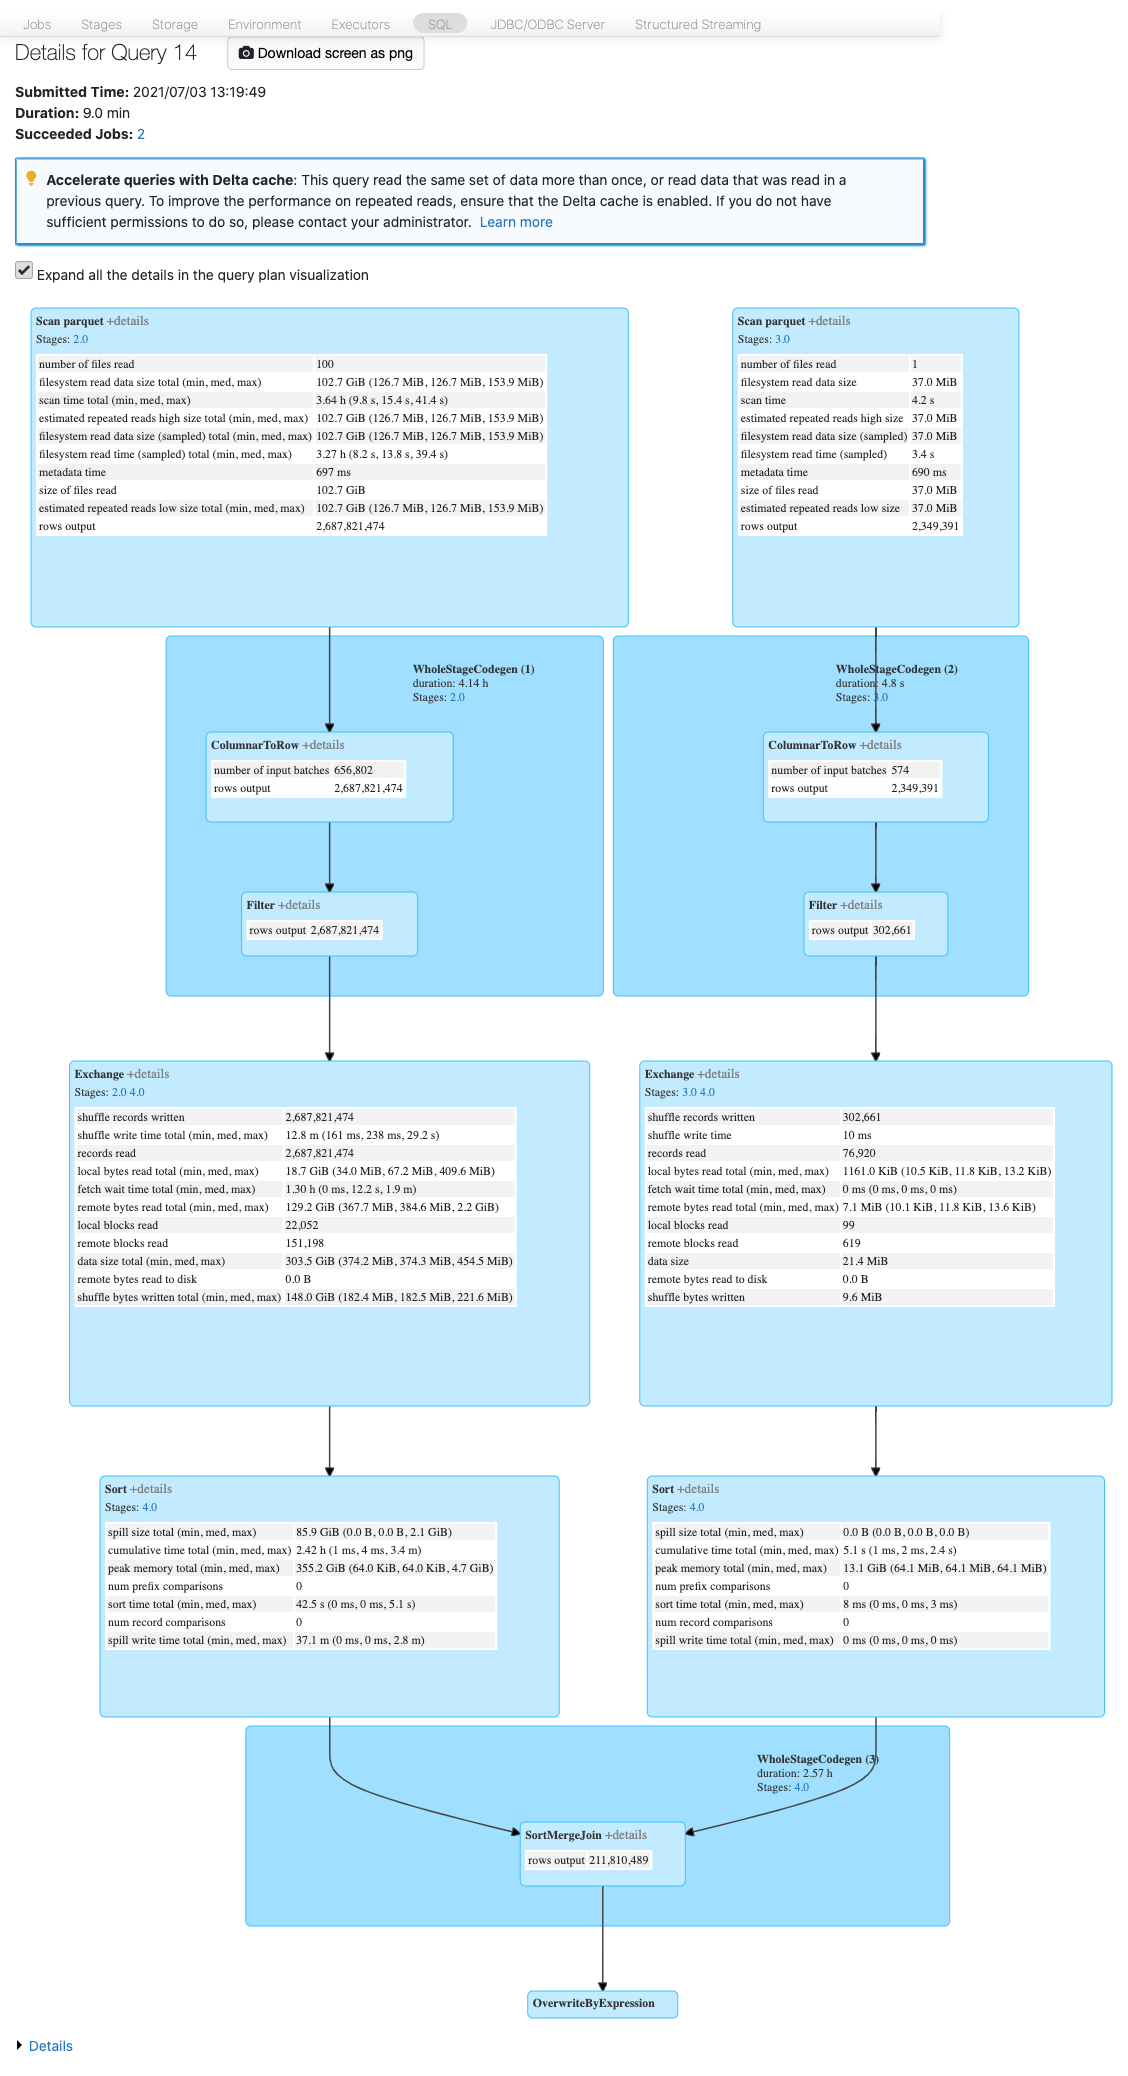 Jobs Stages Storage Environment Executors SQL JDBC/ODBC Server Structured Streaming
Details for Query 14 Download screen as png
Submitted Time: 2021/07/03 13:19:49
Duration: 9.0 min
Succeeded Jobs: 2
Accelerate queries with Delta cache: This query read the same set of data more than once, or read data that was read in a
previous query. To improve the performance on repeated reads, ensure that the Delta cache is enabled. If you do not have
sufficient permissions to do so, please contact your administrator. Learn more
Expand all the details in the query plan visualization
Scan parquet +details
Stages: 2.0
number of files read 100
filesystem read data size total (min, med, max) 102.7 GiB (126.7 MiB, 126.7 MiB, 153.9 MiB)
scan time total (min, med, max) 3.64 h (9.8 s, 15.4 s, 41.4 s)
estimated repeated reads high size total (min, med, max) 102.7 GiB (126.7 MiB, 126.7 MiB, 153.9 MiB)
filesystem read data size (sampled) total (min, med, max) 102.7 GiB (126.7 MiB, 126.7 MiB, 153.9 MiB)
filesystem read time (sampled) total (min, med, max) 3.27 h (8.2 s, 13.8 s, 39.4 s)
metadata time 697 ms
size of files read 102.7 GiB
estimated repeated reads low size total (min, med, max) 102.7 GiB (126.7 MiB, 126.7 MiB, 153.9 MiB)
rows output 2,687,821,474
Scan parquet +details
Stages: 3.0
number of files read 1
filesystem read data size 37.0 MiB
scan time 4.2 s
estimated repeated reads high size 37.0 MiB
filesystem read data size (sampled) 37.0 MiB
filesystem read time (sampled) 3.4 s
metadata time 690 ms
size of files read 37.0 MiB
estimated repeated reads low size 37.0 MiB
rows output 2,349,391
WholeStageCodegen (1)
duration: 4.14 h
Stages: 2.0
ColumnarToRow +details
number of input batches 656,802
rows output 2,687,821,474
Filter +details
rows output 2,687,821,474
WholeStageCodegen (2)
duration: 4.8 s
Stages: 3.0
ColumnarToRow +details
number of input batches 574
rows output 2,349,391
Filter +details
rows output 302,661
Exchange +details
Stages: 2.0 4.0
shuffle records written 2,687,821,474
shuffle write time total (min, med, max) 12.8 m (161 ms, 238 ms, 29.2 s)
records read 2,687,821,474
local bytes read total (min, med, max) 18.7 GiB (34.0 MiB, 67.2 MiB, 409.6 MiB)
fetch wait time total (min, med, max) 1.30 h (0 ms, 12.2 s, 1.9 m)
remote bytes read total (min, med, max) 129.2 GiB (367.7 MiB, 384.6 MiB, 2.2 GiB)
local blocks read 22,052
remote blocks read 151,198
data size total (min, med, max) 303.5 GiB (374.2 MiB, 374.3 MiB, 454.5 MiB)
remote bytes read to disk 0.0 B
shuffle bytes written total (min, med, max) 148.0 GiB (182.4 MiB, 182.5 MiB, 221.6 MiB)
Exchange +details
Stages: 3.0 4.0
shuffle records written 302,661
shuffle write time 10 ms
records read 76,920
local bytes read total (min, med, max) 1161.0 KiB (10.5 KiB, 11.8 KiB, 13.2 KiB)
fetch wait time total (min, med, max) 0 ms (0 ms, 0 ms, 0 ms)
remote bytes read total (min, med, max) 7.1 MiB (10.1 KiB, 11.8 KiB, 13.6 KiB)
local blocks read 99
remote blocks read 619
data size 21.4 MiB
remote bytes read to disk 0.0 B
shuffle bytes written 9.6 MiB
Sort +details
Stages: 4.0
spill size total (min, med, max) 85.9 GiB (0.0 B, 0.0 B, 2.1 GiB)
cumulative time total (min, med, max) 2.42 h (1 ms, 4 ms, 3.4 m)
peak memory total (min, med, max) 355.2 GiB (64.0 KiB, 64.0 KiB, 4.7 GiB)
num prefix comparisons 0
sort time total (min, med, max) 42.5 s (0 ms, 0 ms, 5.1 s)
num record comparisons 0
spill write time total (min, med, max) 37.1 m (0 ms, 0 ms, 2.8 m)
Sort +details
Stages: 4.0
spill size total (min, med, max) 0.0 B (0.0 B, 0.0 B, 0.0 B)
cumulative time total (min, med, max) 5.1 s (1 ms, 2 ms, 2.4 s)
peak memory total (min, med, max) 13.1 GiB (64.1 MiB, 64.1 MiB, 64.1 MiB)
num prefix comparisons 0
sort time total (min, med, max) 8 ms (0 ms, 0 ms, 3 ms)
num record comparisons 0
spill write time total (min, med, max) 0 ms (0 ms, 0 ms, 0 ms)
WholeStageCodegen (3)
duration: 2.57 h
Stages: 4.0
SortMergeJoin +details
rows output 211,810,489
OverwriteByExpression
Details